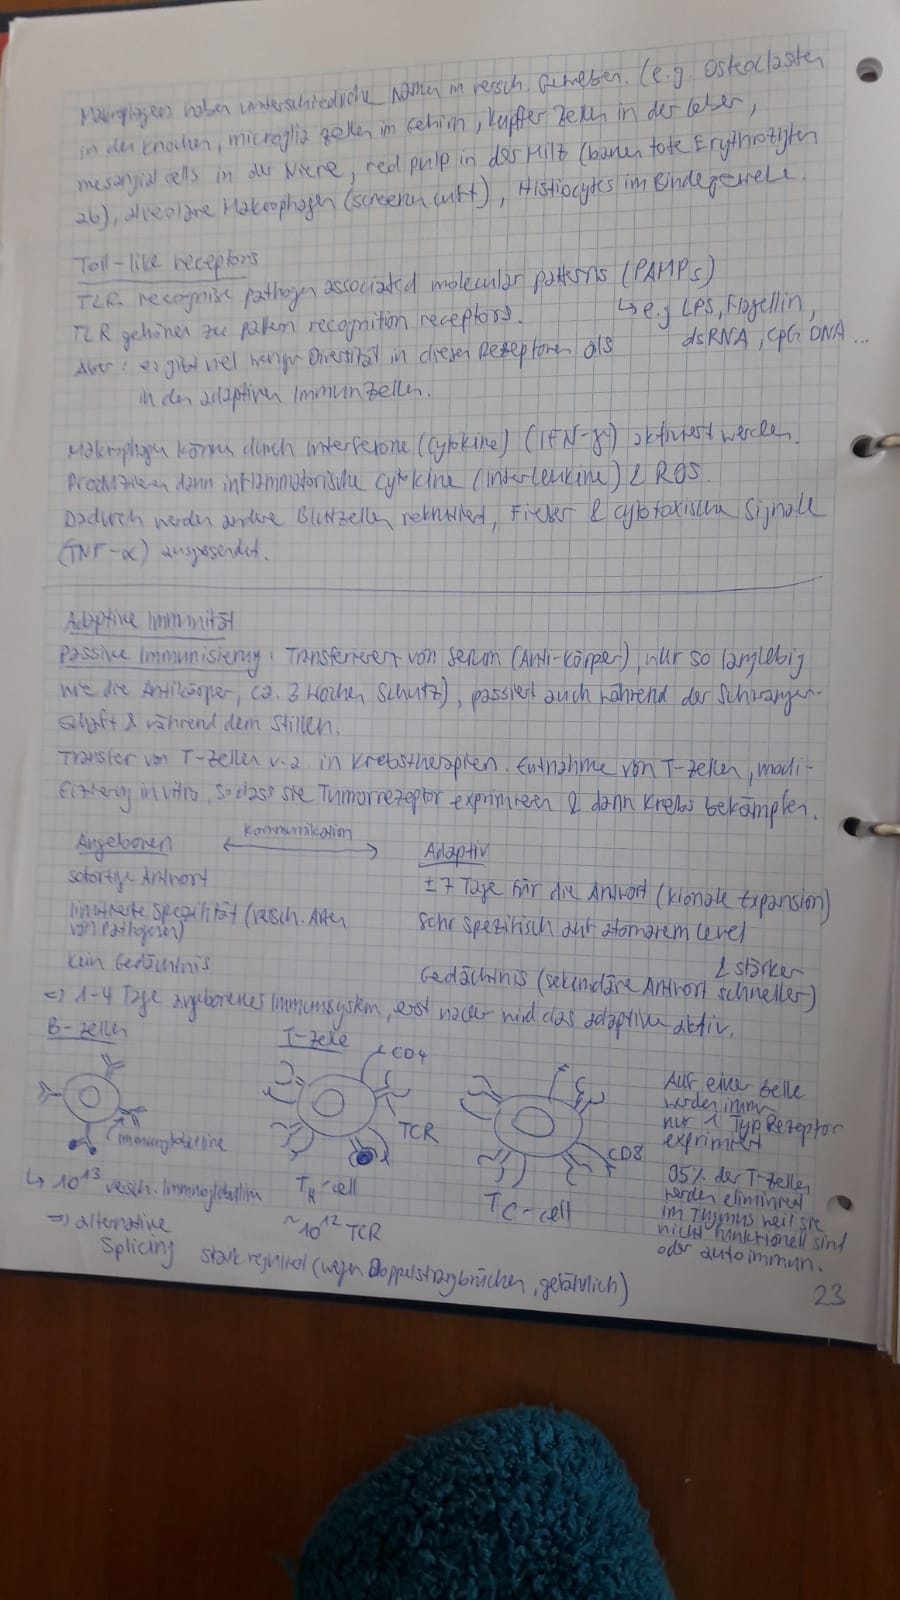 Makrophagen haben unterschiedliche Namen in versch. Geweben. (e.g. Osteoclasten
in den Knochen, microglia Zellen im Gehirn, Kupffer Zellen in der Leber,
mesangial cells in der Niere, red pulp in der Milz (bauen tote Erythrozyten
ab), alveoläre Makrophagen (screenen Luft), Histiocytes im Bindegewebe.
Toll-like receptors
TLR recognise pathogen associated molecular patterns (PAMPs)
↳ e.g LPS, Flagellin,
TLR gehören zu pattern recognition receptors.
dsRNA, CpG DNA ...
Aber: es gibt viel weniger Diversität in diesen Rezeptoren als
in den adaptiven Immunzellen.
Makrophagen können durch Interferone (Cytokine) (IFN-γ) aktiviert werden.
Produzieren dann inflammatorische Cytokine (Interleukine) & ROS.
Dadurch werden andere Blutzellen rekrutiert, Fieber & cytotoxische Signale
(TNF-α) ausgesendet.
Adaptive Immunität
Passive Immunisierung: Transferiert von Serum (Anti-Körper), nur so langlebig
wie die Antikörper, ca. 3 Wochen Schutz), passiert auch während der Schwanger-
schaft & während dem Stillen.
Transfer von T-Zellen v.a in Krebstherapien. Entnahme von T-Zellen, modi-
fizierung in vitro, sodass sie Tumorrezeptor exprimieren & dann Krebs bekämpfen.
Angeboren Kommunikation Adaptiv
sofortige Antwort ± 7 Tage für die Antwort (klonale Expansion)
limitierte Spezifität (versch. Arten
von Pathogenen) sehr spezifisch auf atomarem Level
& stärker
kein Gedächtnis Gedächtnis (sekundäre Antwort schneller)
=> 1-4 Tage angeborenes Immunsystem, erst nachher wird das adaptive aktiv.
B-Zellen
Immunglobuline
↳ 10^13 versch. Immunoglobulin
=> alternative
Splicing
T-Zelle
CD4
TCR
TH-cell
~10^12 TCR
CD8
TC-cell
Auf einer Zelle
werden immer
nur 1 Typ Rezeptor
exprimiert
95% der T-Zellen
werden eliminiert
im Thymus weil sie
nicht funktionell sind
oder autoimmun.
stark reguliert (wegen Doppelstrangbrüchen, gefährlich)
23